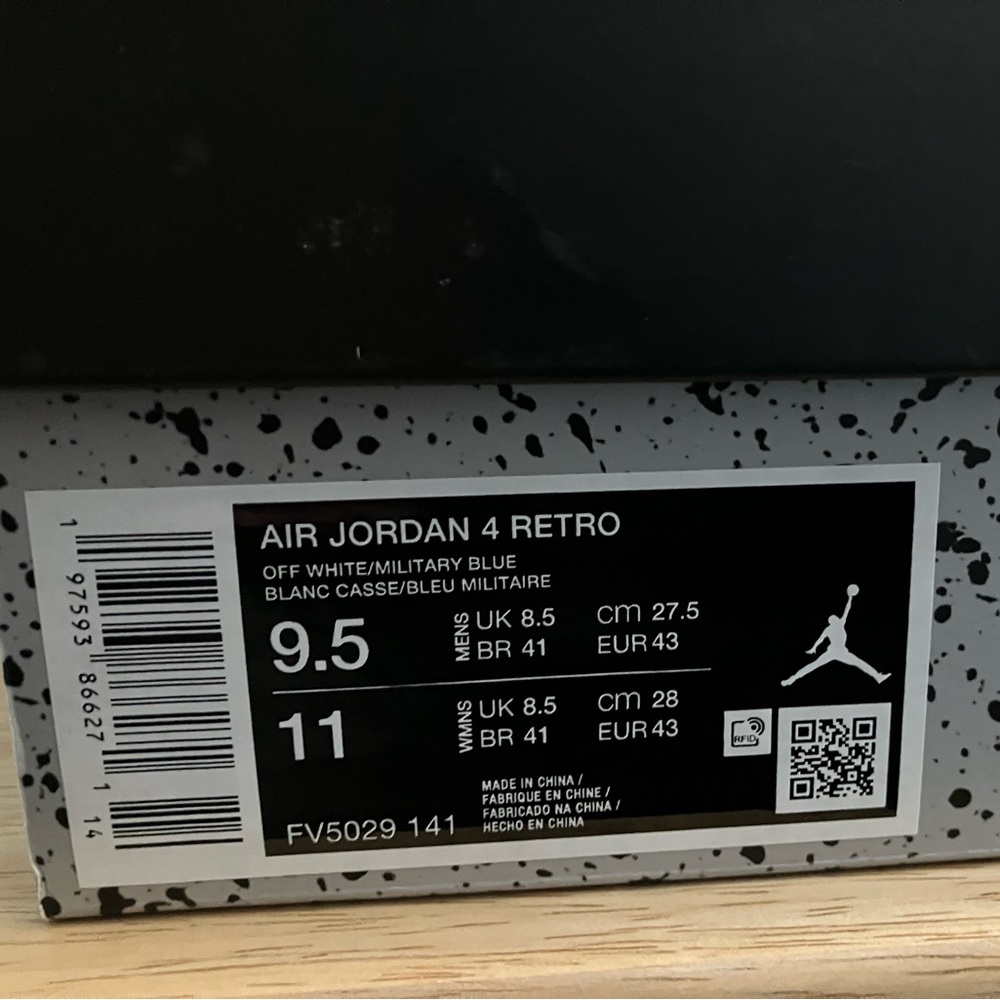 AIR JORDAN 4 RETRO
OFF WHITE/MILITARY BLUE
BLANC CASSE/BLEU MILITAIRE
9.5
MENS
UK 8.5 cm 27.5
BR 41 EUR 43
11
WMNS
UK 8.5 cm 28
BR 41 EUR 43
RFID
MADE IN CHINA /
FABRIQUE EN CHINE /
FABRICADO NA CHINA /
HECHO EN CHINA
FV5029 141
1 97593 86627 1 14